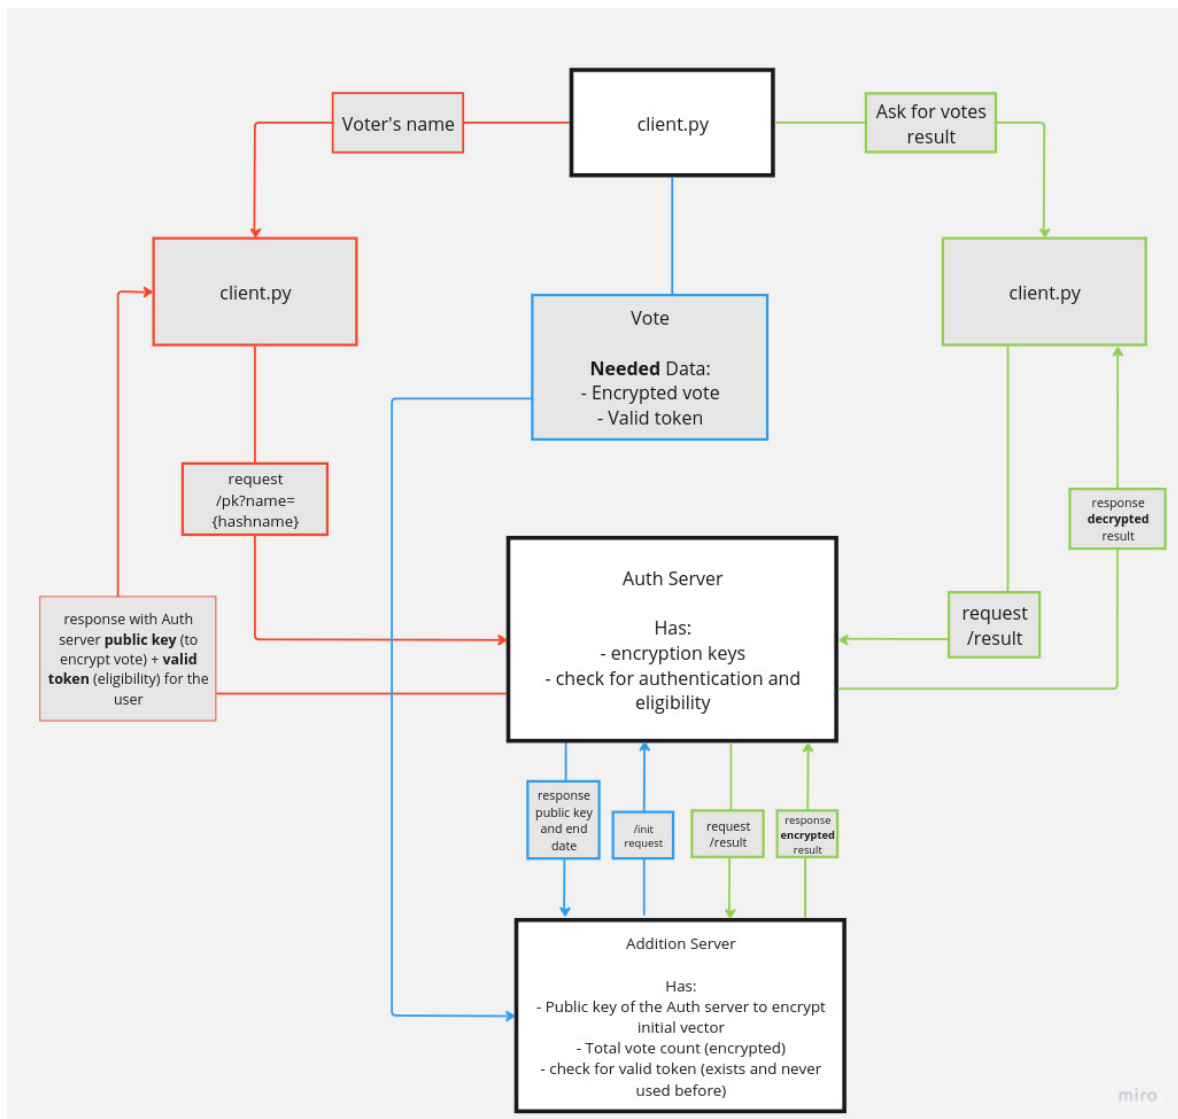 client.py
Voter's name
Ask for votes
result
client.py
client.py
Vote
Needed Data:
- Encrypted vote
- Valid token
request
/pk?name=
{hashname}
response
decrypted
result
Auth Server
Has:
- encryption keys
- check for authentication and
eligibility
request
/result
response with Auth
server public key (to
encrypt vote) + valid
token (eligibility) for the
user
response
public key
and end
date
/init
request
request
/result
response
encrypted
result
Addition Server
Has:
- Public key of the Auth server to encrypt
initial vector
- Total vote count (encrypted)
- check for valid token (exists and never
used before)
miro